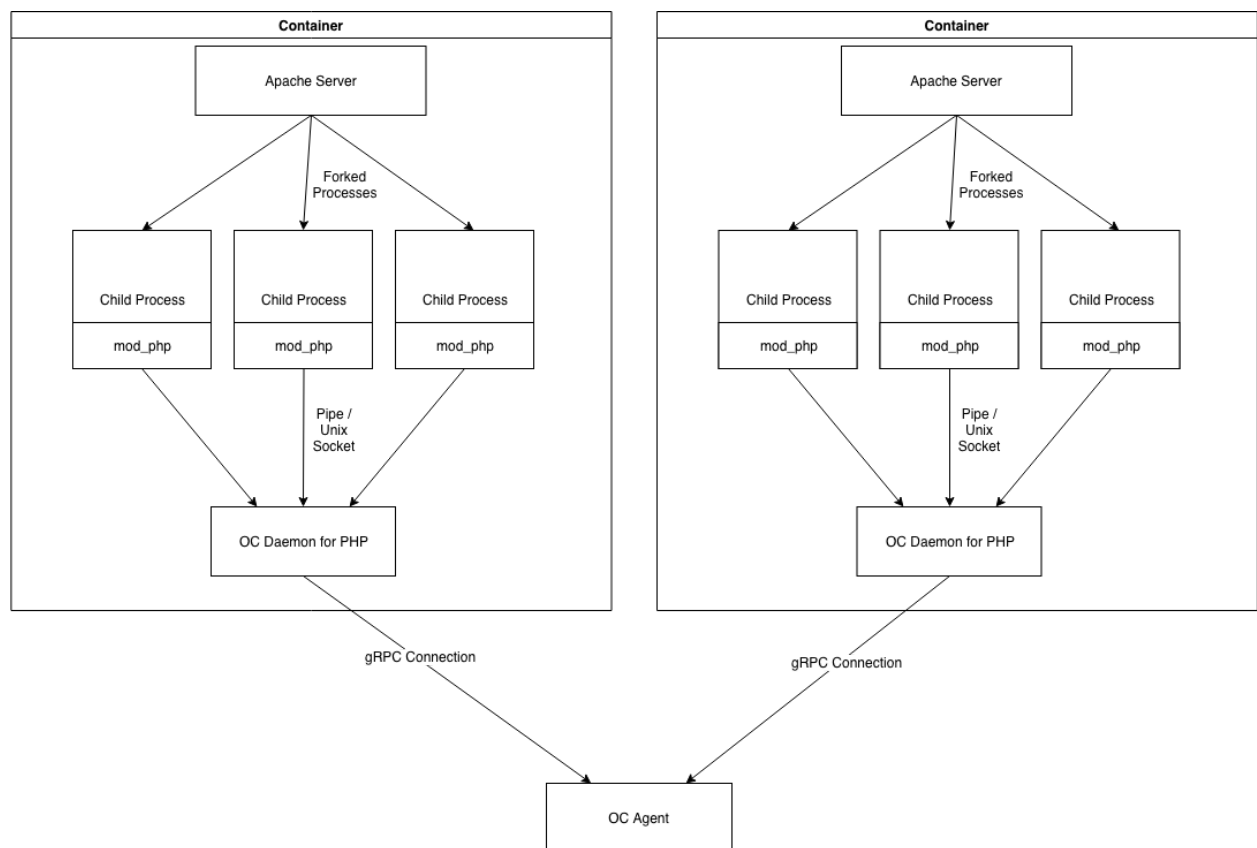 Container
Apache Server
Forked
Processes
Child Process
Child Process
Child Process
mod_php
mod_php
mod_php
Pipe /
Unix
Socket
OC Daemon for PHP
gRPC Connection
Container
Apache Server
Forked
Processes
Child Process
Child Process
Child Process
mod_php
mod_php
mod_php
Pipe /
Unix
Socket
OC Daemon for PHP
gRPC Connection
OC Agent